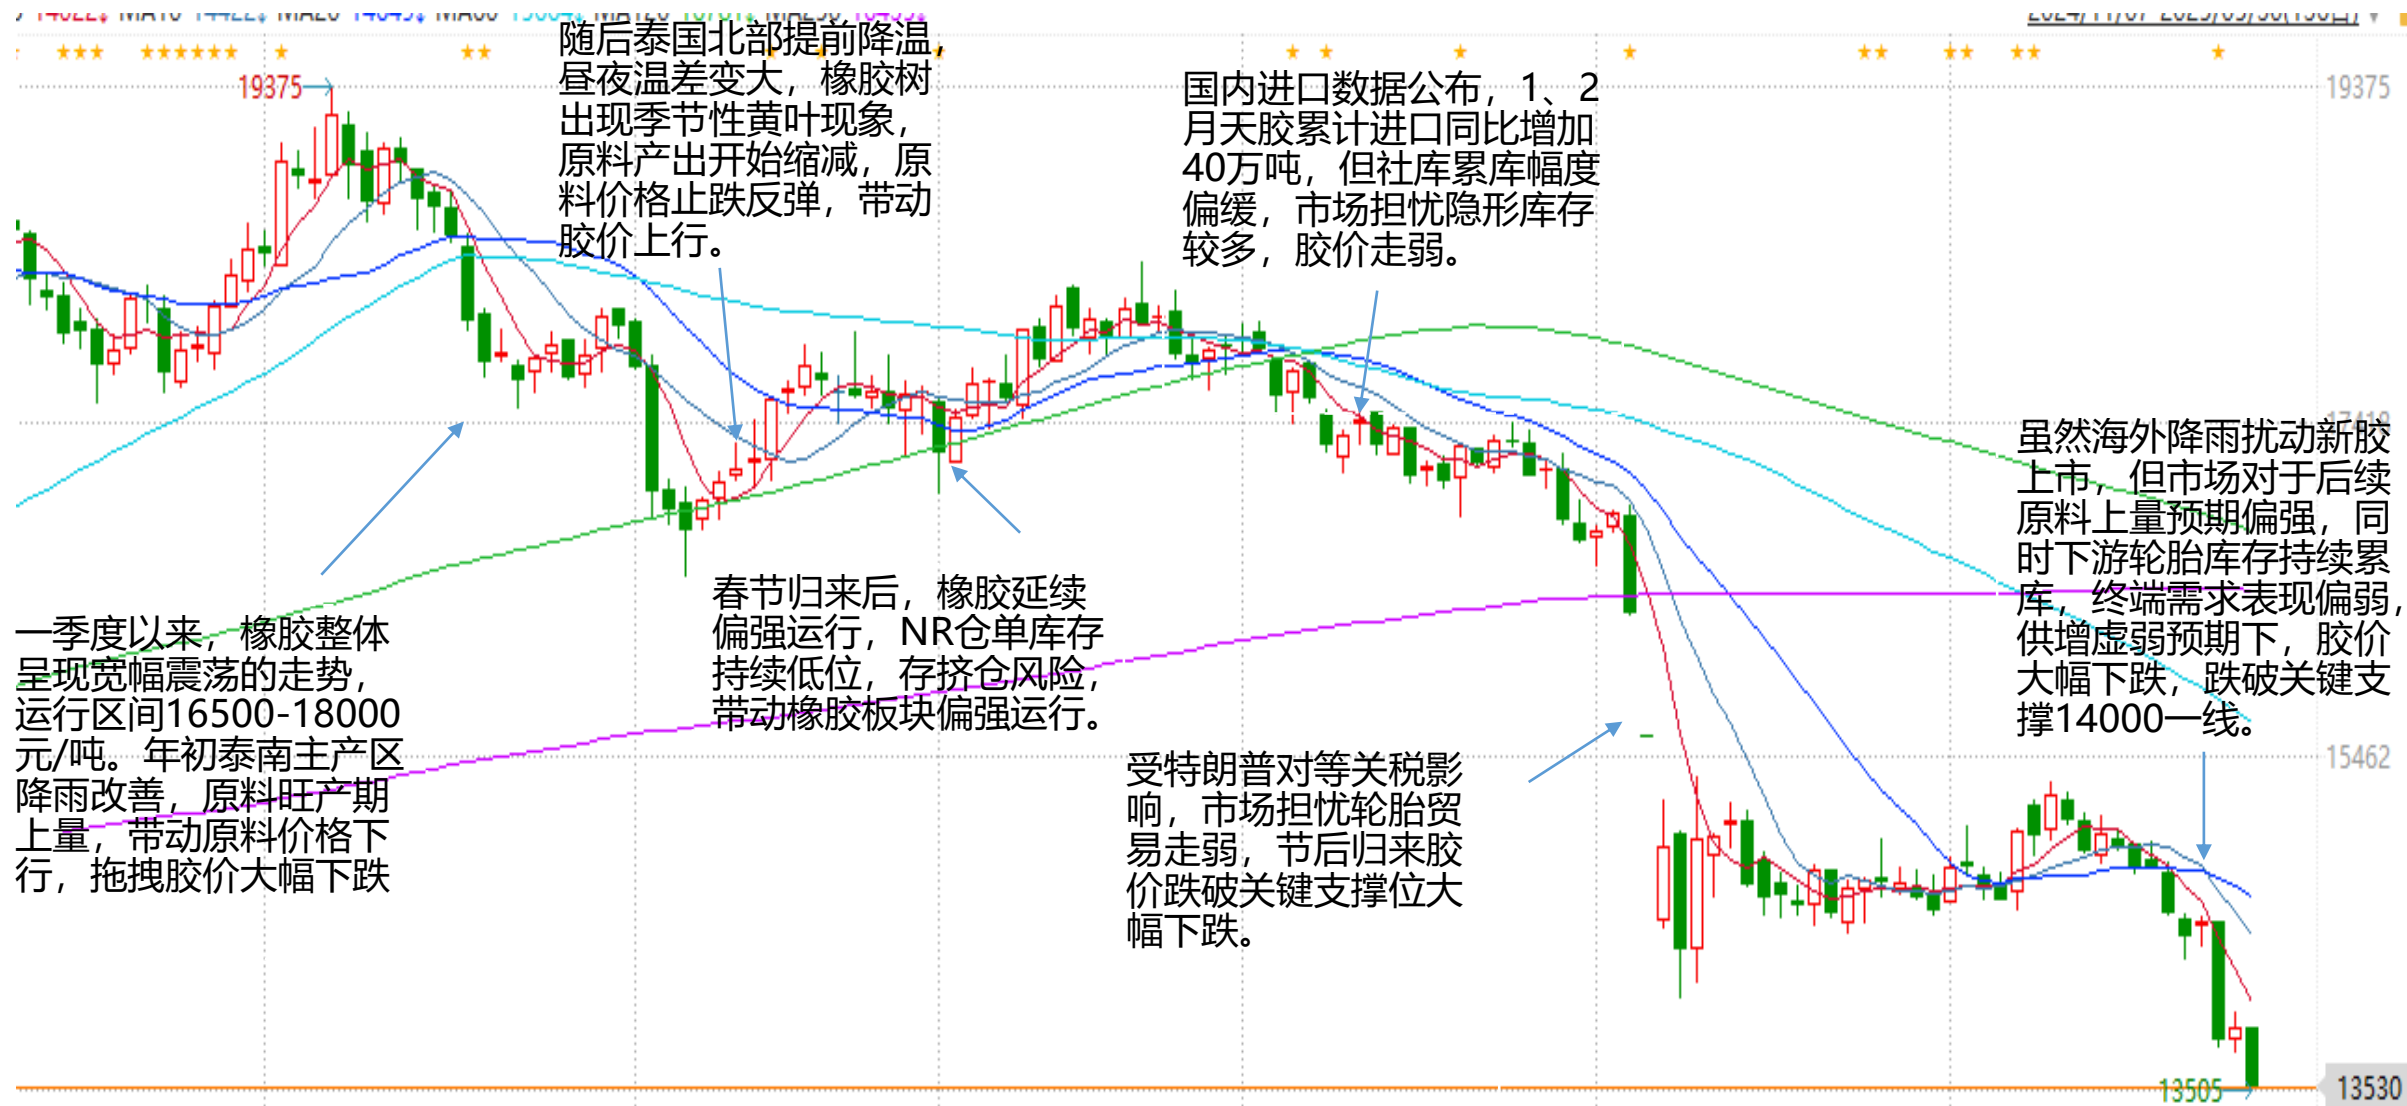 19375
19375
随后泰国北部提前降温，
昼夜温差变大，橡胶树
出现季节性黄叶现象，
原料产出开始缩减，原
料价格止跌反弹，带动
胶价上行。
国内进口数据公布，1、2
月天胶累计进口同比增加
40万吨，但社库累库幅度
偏缓，市场担忧隐形库存
较多，胶价走弱。
虽然海外降雨扰动新胶
上市，但市场对于后续
原料上量预期偏强，同
时下游轮胎库存持续累
库，终端需求表现偏弱，
供增虚弱预期下，胶价
大幅下跌，跌破关键支
撑14000一线。
春节归来后，橡胶延续
偏强运行，NR仓单库存
持续低位，存挤仓风险，
带动橡胶板块偏强运行。
一季度以来，橡胶整体
呈现宽幅震荡的走势，
运行区间16500-18000
元/吨。年初泰南主产区
降雨改善，原料旺产期
上量，带动原料价格下
行，拖拽胶价大幅下跌
受特朗普对等关税影
响，市场担忧轮胎贸
易走弱，节后归来胶
价跌破关键支撑位大
幅下跌。
15462
13505
13530